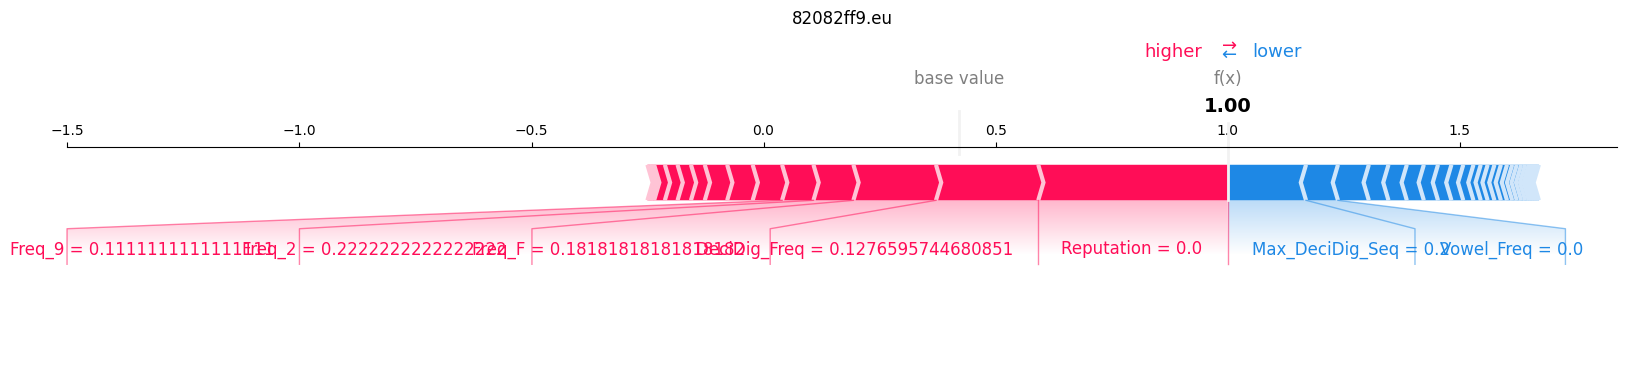 82082ff9.eu
higher ⇄ lower
base value f(x)
1.00
−1.5 −1.0 −0.5 0.0 0.5 1.0 1.5
Freq_9 = 0.1111111111111111 Freq_2 = 0.2222222222222222 Freq_F = 0.18181818181818182 DeciDig_Freq = 0.1276595744680851 Reputation = 0.0 Max_DeciDig_Seq = 0.2 Vowel_Freq = 0.0